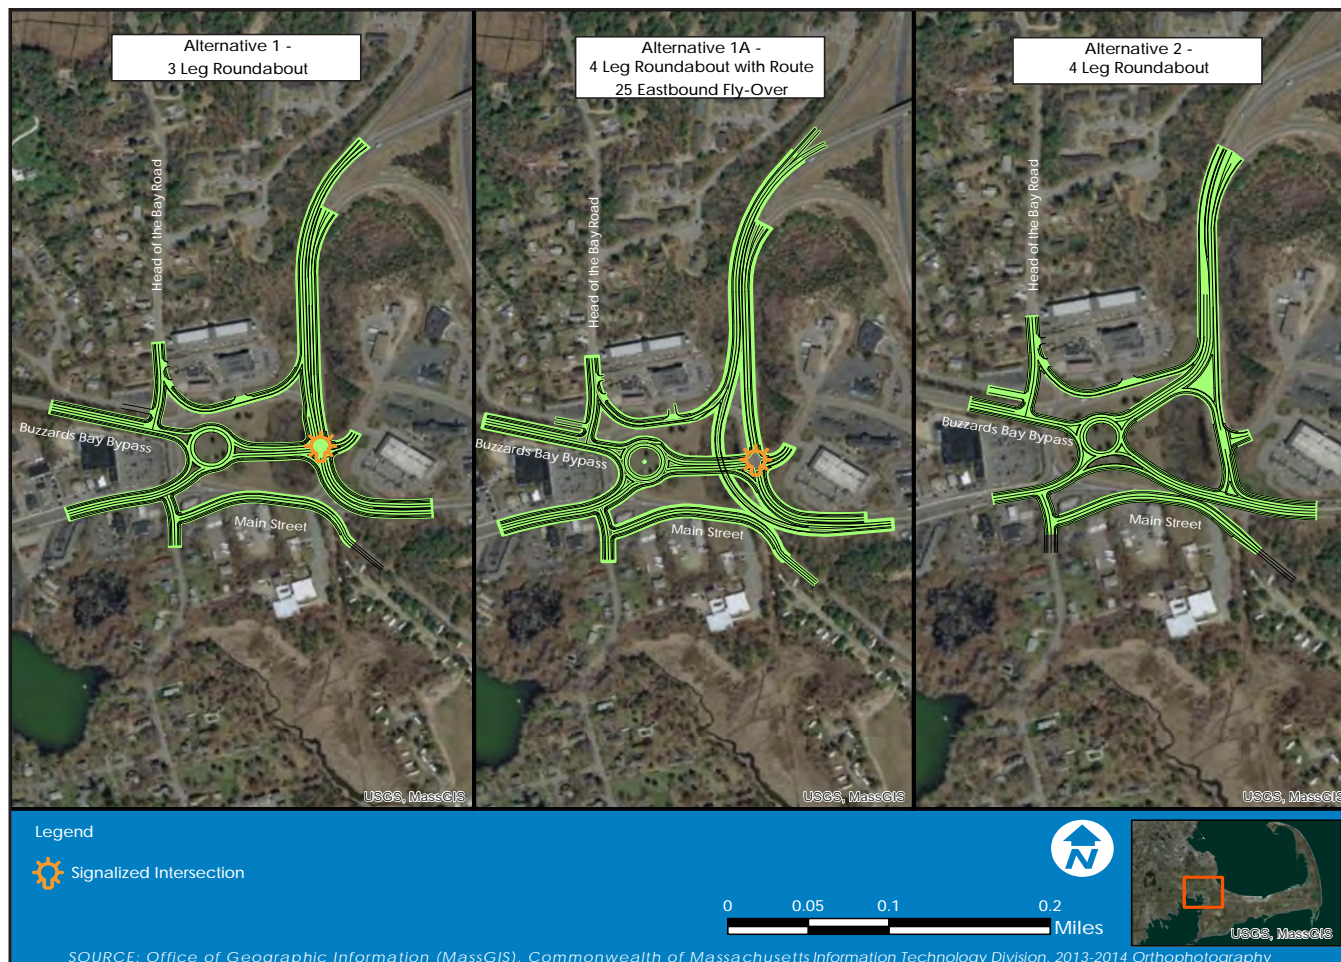 Alternative 1 -
3 Leg Roundabout
Head of the Bay Road
Buzzards Bay Bypass
Main Street
USGS, MassGIS
Alternative 1A -
4 Leg Roundabout with Route
25 Eastbound Fly-Over
Head of the Bay Road
Buzzards Bay Bypass
Main Street
USGS, MassGIS
Alternative 2 -
4 Leg Roundabout
Head of the Bay Road
Buzzards Bay Bypass
Main Street
USGS, MassGIS
Legend
Signalized Intersection
N
0 0.05 0.1 0.2
Miles
USGS, MassGIS
SOURCE: Office of Geographic Information (MassGIS), Commonwealth of Massachusetts Information Technology Division, 2013-2014 Orthophotography